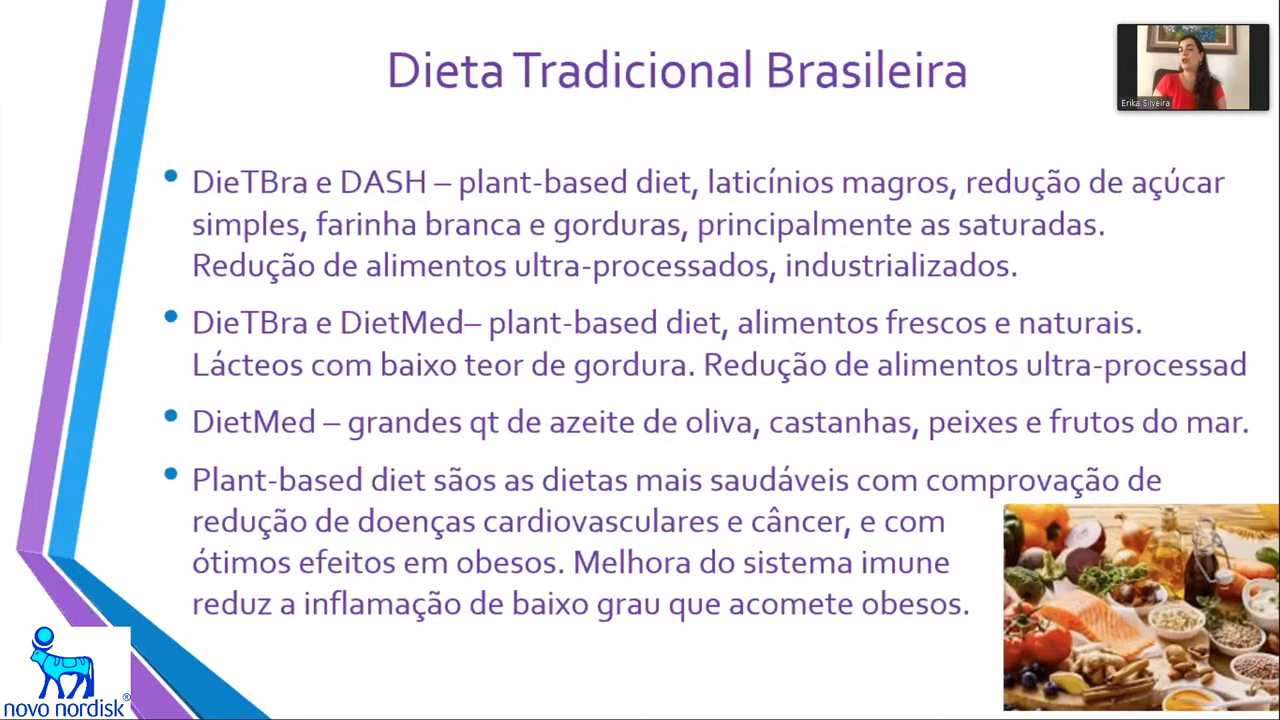 Dieta Tradicional Brasileira
Erika Silveira
• DieTBra e DASH – plant-based diet, laticínios magros, redução de açúcar
simples, farinha branca e gorduras, principalmente as saturadas.
Redução de alimentos ultra-processados, industrializados.
• DieTBra e DietMed– plant-based diet, alimentos frescos e naturais.
Lácteos com baixo teor de gordura. Redução de alimentos ultra-processad
• DietMed – grandes qt de azeite de oliva, castanhas, peixes e frutos do mar.
• Plant-based diet sãos as dietas mais saudáveis com comprovação de
redução de doenças cardiovasculares e câncer, e com
ótimos efeitos em obesos. Melhora do sistema imune
reduz a inflamação de baixo grau que acomete obesos.
novo nordisk®